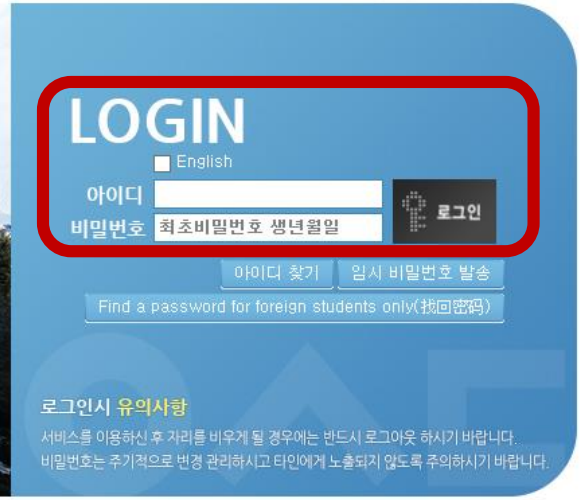 LOGIN
English
아이디
비밀번호 최초비밀번호 생년월일
로그인
아이디 찾기 임시 비밀번호 발송
Find a password for foreign students only(找回密码)
로그인시 유의사항
서비스를 이용하신 후 자리를 비우게 될 경우에는 반드시 로그아웃 하시기 바랍니다.
비밀번호는 주기적으로 변경 관리하시고 타인에게 노출되지 않도록 주의하시기 바랍니다.